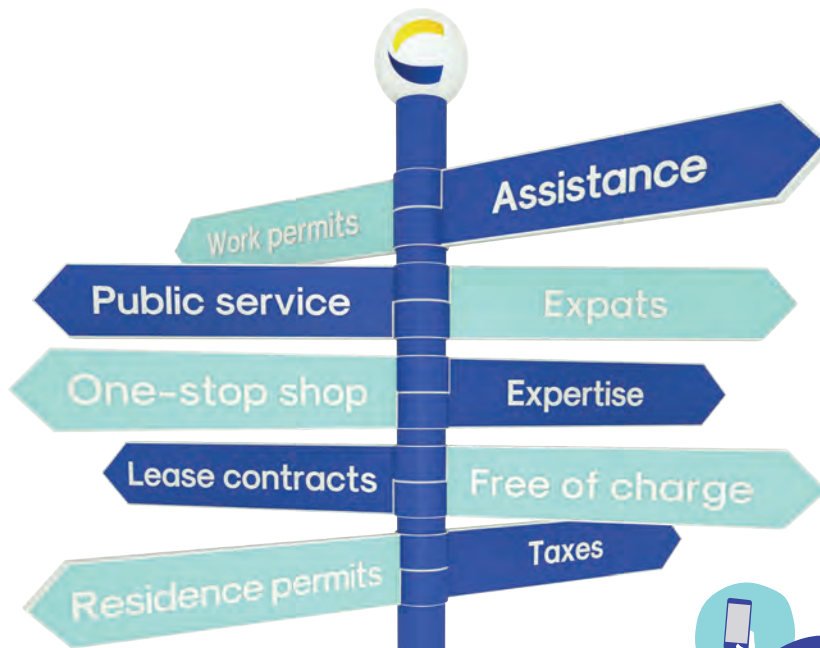 Assistance
Work permits
Public service
Expats
One-stop shop
Expertise
Lease contracts
Free of charge
Taxes
Residence permits